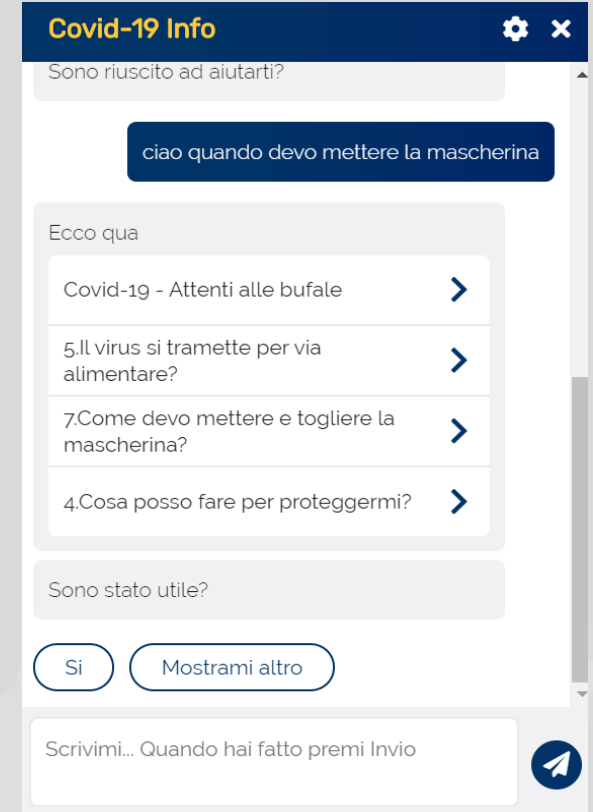 Covid-19 Info
Sono riuscito ad aiutarti?
ciao quando devo mettere la mascherina
Ecco qua
Covid-19 - Attenti alle bufale
5.Il virus si tramette per via
alimentare?
7.Come devo mettere e togliere la
mascherina?
4.Cosa posso fare per proteggermi?
Sono stato utile?
Si
Mostrami altro
Scrivimi... Quando hai fatto premi Invio